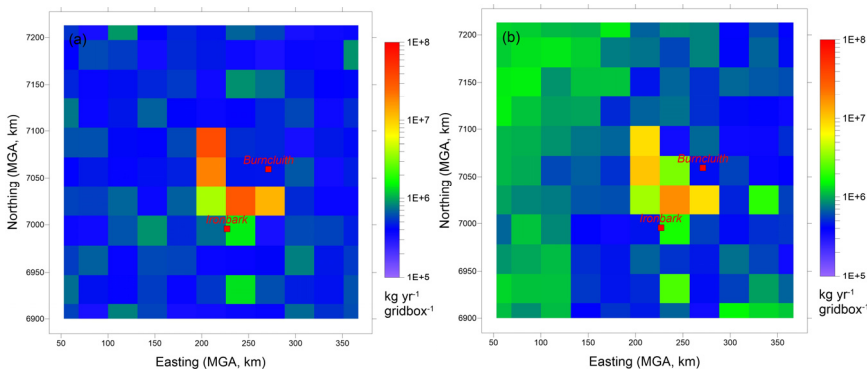 (a)
7200
7150
7100
7050
7000
6950
6900
Northing (MGA, km)
50
100
150
200
250
300
350
Easting (MGA, km)
Burncluith
Ironbark
1E+8
1E+7
1E+6
1E+5
kg yr-1
gridbox-1
(b)
7200
7150
7100
7050
7000
6950
6900
Northing (MGA, km)
50
100
150
200
250
300
350
Easting (MGA, km)
Burncluith
Ironbark
1E+8
1E+7
1E+6
1E+5
kg yr-1
gridbox-1